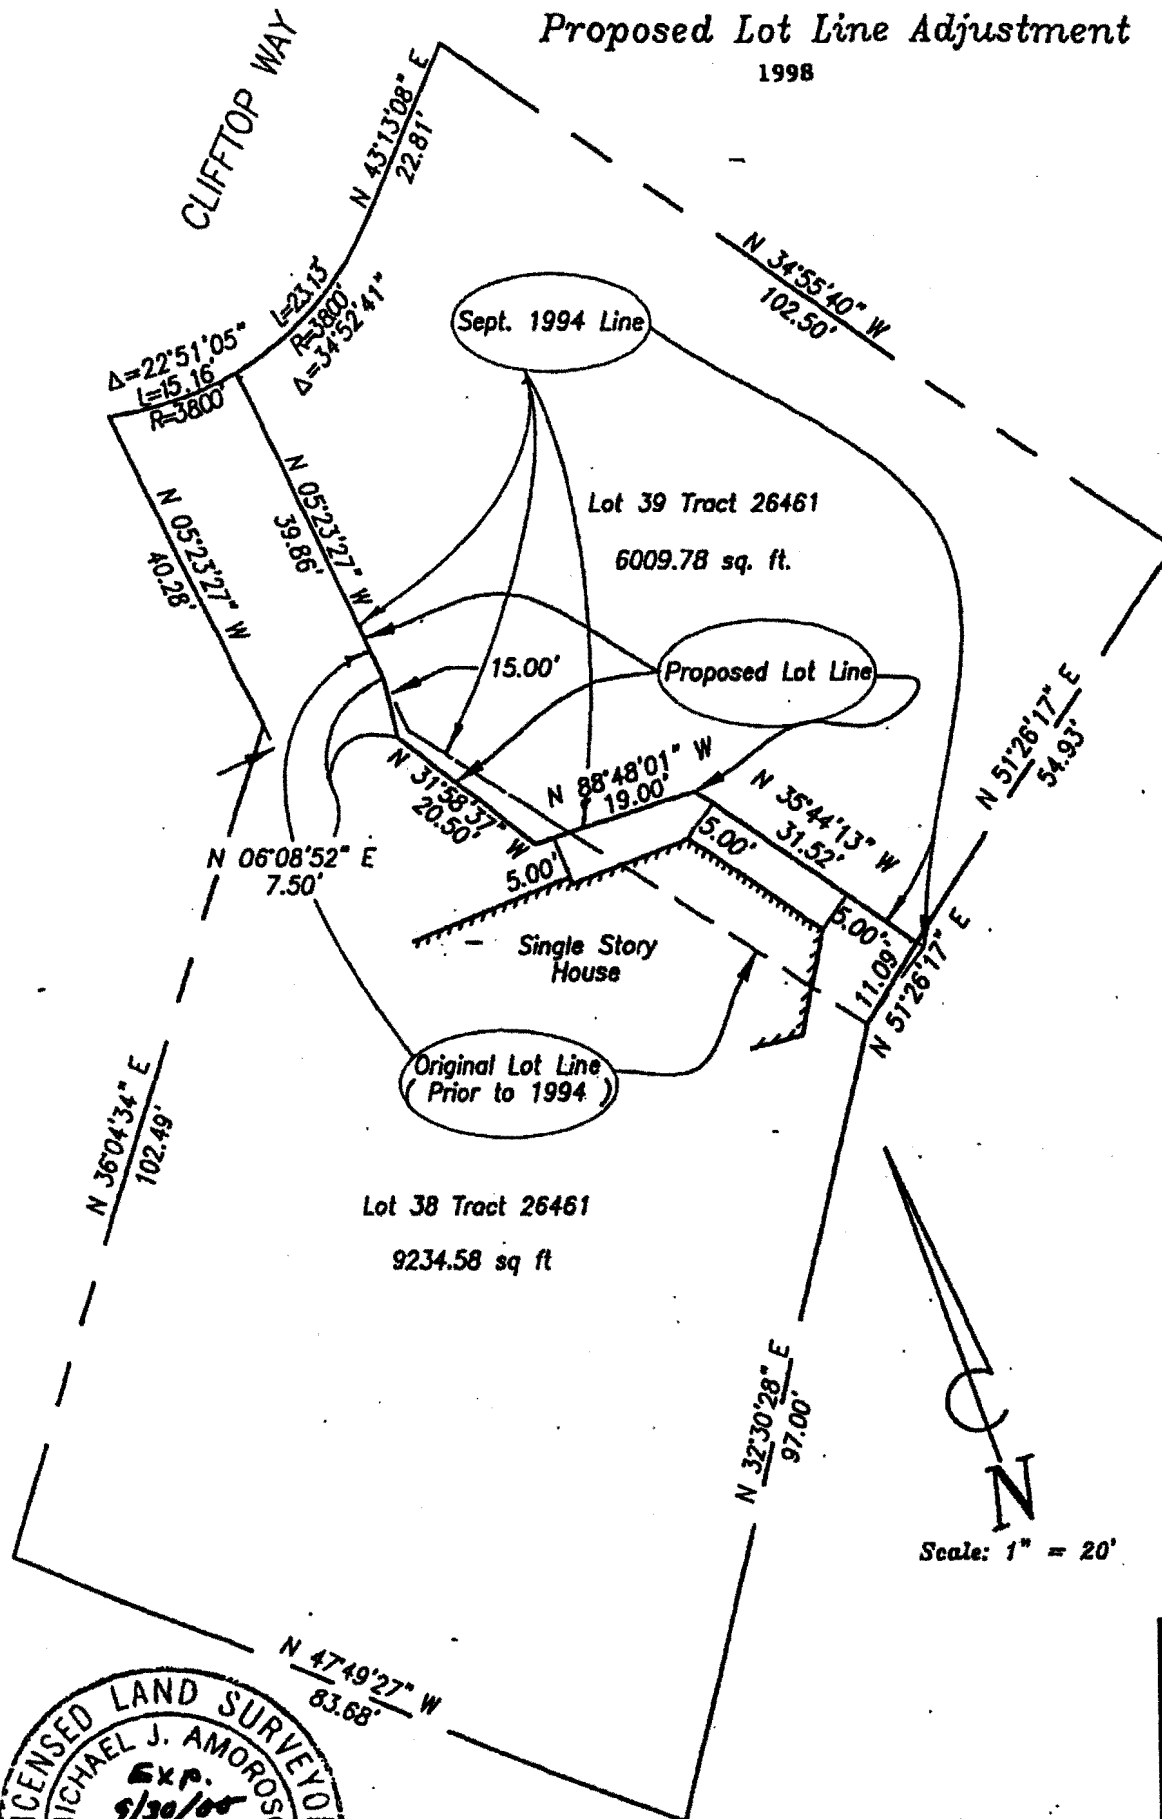 Proposed Lot Line Adjustment
1998
CLIFFTOP WAY
N 43°13'08" E
22.81'
N 34°55'40" W
102.50'
L=23.13'
R=38.00'
Δ=34°52'41"
Δ=22°51'05"
L=15.16'
R=38.00'
Sept. 1994 Line
N 05°23'27" W
39.86'
N 05°23'27" W
40.28'
Lot 39 Tract 26461
6009.78 sq. ft.
15.00'
Proposed Lot Line
N 51°26'17" E
54.93'
N 31°58'37" W
20.50'
N 88°48'01" W
19.00'
N 35°44'13" W
31.52'
5.00'
5.00'
5.00'
N 06°08'52" E
7.50'
11.09'
N 51°26'17" E
Single Story
House
Original Lot Line
( Prior to 1994 )
N 36°04'34" E
102.49'
Lot 38 Tract 26461
9234.58 sq ft
N 32°30'28" E
97.00'
N
Scale: 1" = 20'
N 47°49'27" W
83.68'
LICENSED LAND SURVEYOR
MICHAEL J. AMOROSO
Exp.
9/30/00